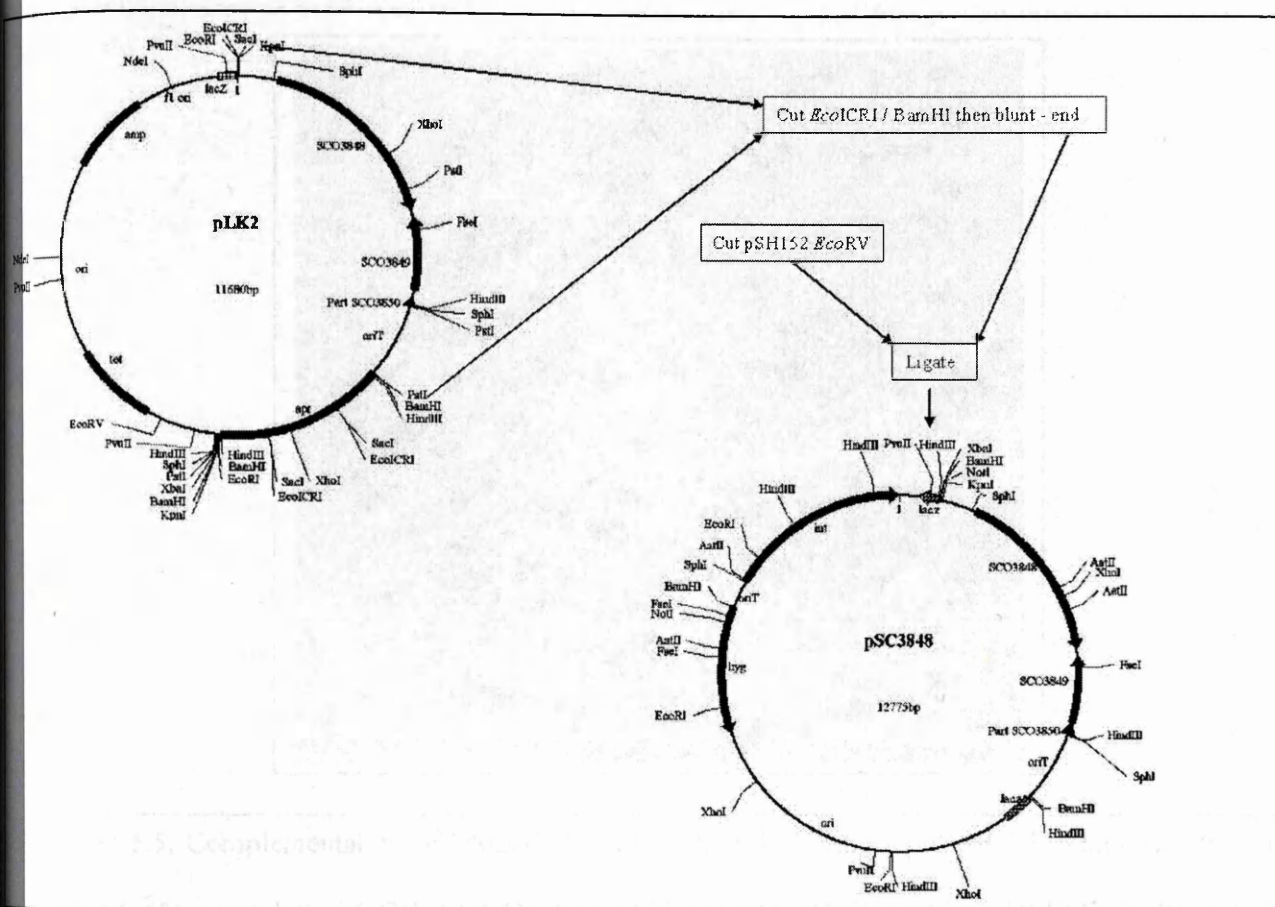 EcoICRI
EcoRI SacI
PvuII KpnI
NdeI SphI
lacZ 1
f1 ori
amp
SCO3848
XhoI
PstI
pLK2
FseI
SCO3849
ori
11680bp
Part SCO3850
HindIII
SphI
PstI
oriT
tet
PstI
BamHI
HindIII
apr
SacI
EcoICRI
EcoRV
PvuII
HindIII
SphI
PstI
XbaI
BamHI
KpnI
HindIII
BamHI
EcoRI
SacI
EcoICRI
XhoI
Cut EcoICRI / BamHI then blunt - end
Cut pSH152 EcoRV
Ligate
HindIII PvuII HindIII XbaI
BamHI
NotI
KpnI
SphI
HindIII
int
1
lacz
EcoRI
AatII
SphI
BamHI
oriT
FseI
NotI
AatII
FseI
hyg
EcoRI
SCO3848
AatII
XhoI
AatII
pSC3848
FseI
SCO3849
12775bp
Part SCO3850
HindIII
oriT
SphI
BamHI
HindIII
XhoI
ori
PvuII
EcoRI HindIII
XhoI
5.5. Complementa